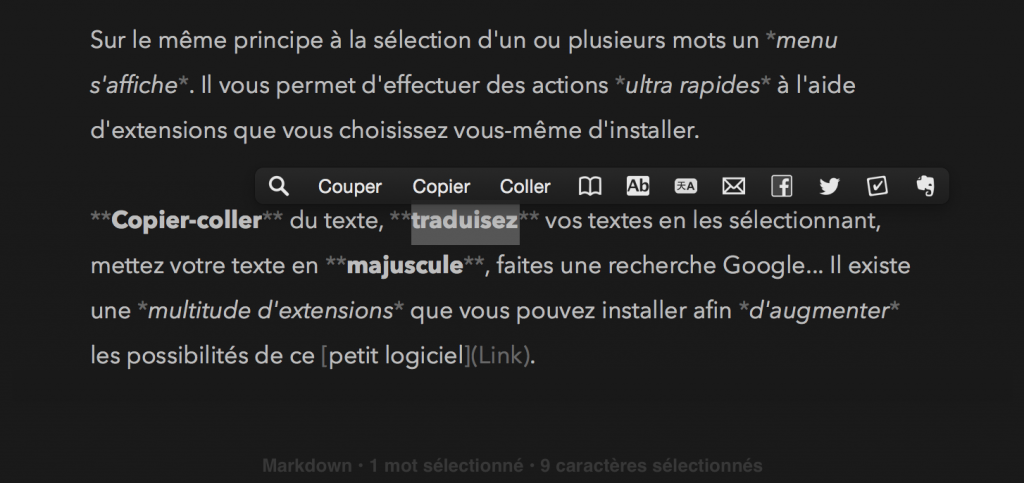 Sur le même principe à la sélection d'un ou plusieurs mots un *menu
s'affiche*. Il vous permet d'effectuer des actions *ultra rapides* à l'aide
d'extensions que vous choisissez vous-même d'installer.
Couper Copier Coller Ab 天A
**Copier-coller** du texte, **traduisez** vos textes en les sélectionnant,
mettez votre texte en **majuscule**, faites une recherche Google... Il existe
une *multitude d'extensions* que vous pouvez installer afin *d'augmenter*
les possibilités de ce [petit logiciel](Link).
Markdown · 1 mot sélectionné · 9 caractères sélectionnés